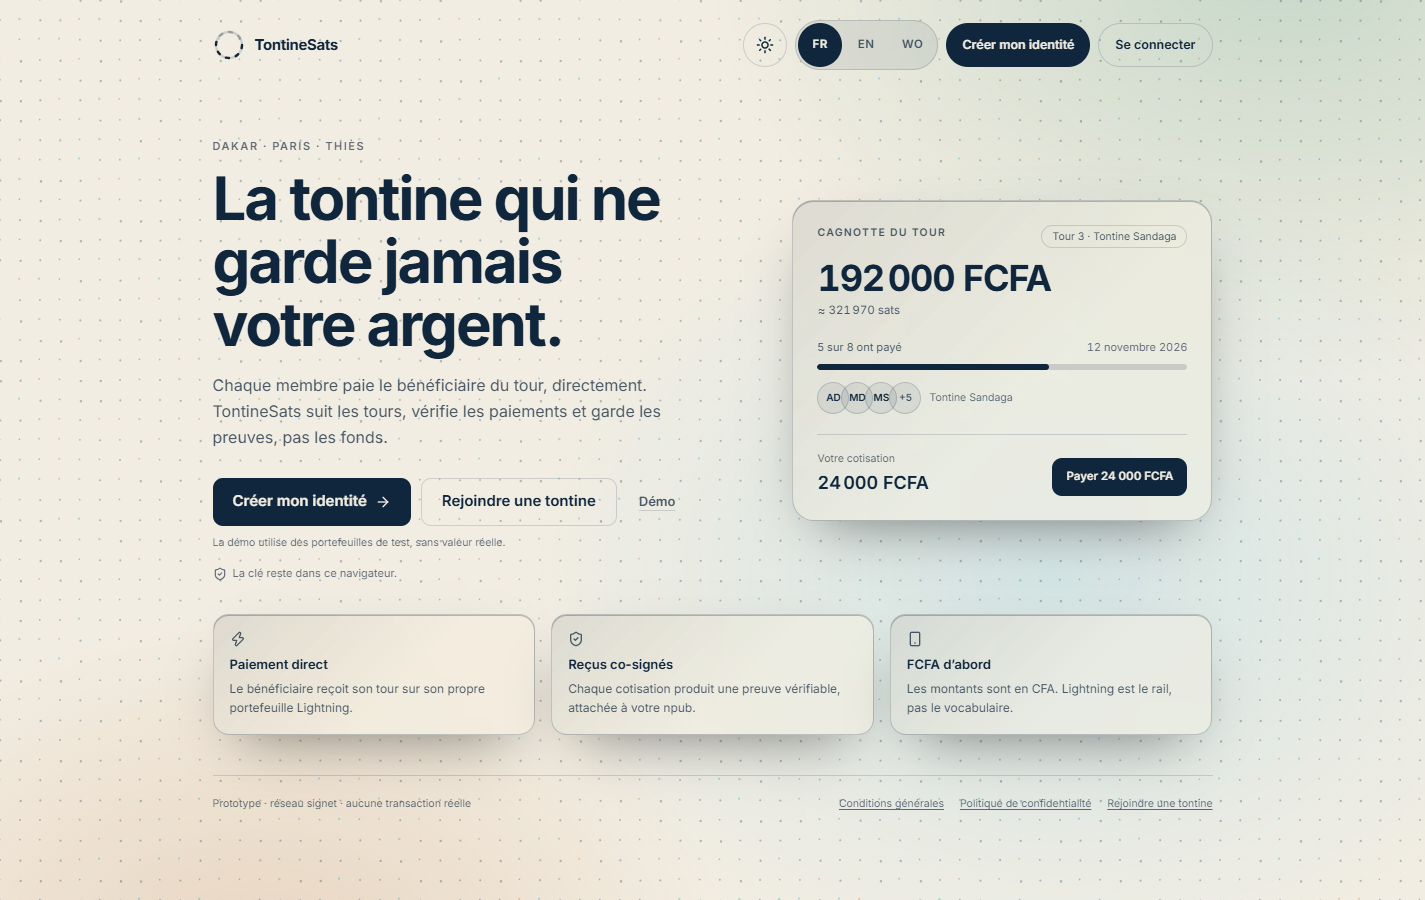 TontineSats
FR EN WO
Créer mon identité
Se connecter
DAKAR · PARIS · THIÈS
La tontine qui ne
garde jamais
votre argent.
Chaque membre paie le bénéficiaire du tour, directement.
TontineSats suit les tours, vérifie les paiements et garde les
preuves, pas les fonds.
Créer mon identité →
Rejoindre une tontine
Démo
La démo utilise des portefeuilles de test, sans valeur réelle.
La clé reste dans ce navigateur.
CAGNOTTE DU TOUR
Tour 3 · Tontine Sandaga
192 000 FCFA
≈ 321 970 sats
5 sur 8 ont payé
12 novembre 2026
AD MD MS +5 Tontine Sandaga
Votre cotisation
24 000 FCFA
Payer 24 000 FCFA
Paiement direct
Le bénéficiaire reçoit son tour sur son propre
portefeuille Lightning.
Reçus co-signés
Chaque cotisation produit une preuve vérifiable,
attachée à votre npub.
FCFA d’abord
Les montants sont en CFA. Lightning est le rail,
pas le vocabulaire.
Prototype · réseau signet · aucune transaction réelle
Conditions générales
Politique de confidentialité
Rejoindre une tontine